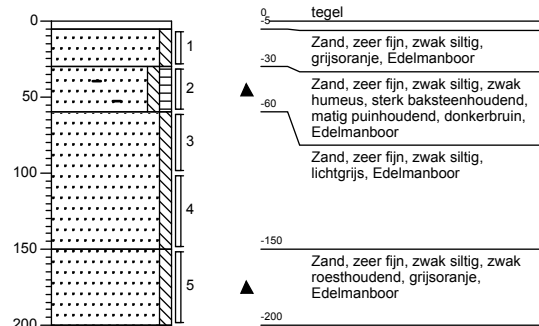 0
50
100
150
200
1
2
3
4
5
0
tegel
-5
Zand, zeer fijn, zwak siltig,
grijsoranje, Edelmanboor
-30
Zand, zeer fijn, zwak siltig, zwak
humeus, sterk baksteenhoudend,
matig puinhoudend, donkerbruin,
Edelmanboor
-60
Zand, zeer fijn, zwak siltig,
lichtgrijs, Edelmanboor
-150
Zand, zeer fijn, zwak siltig, zwak
roesthoudend, grijsoranje,
Edelmanboor
-200